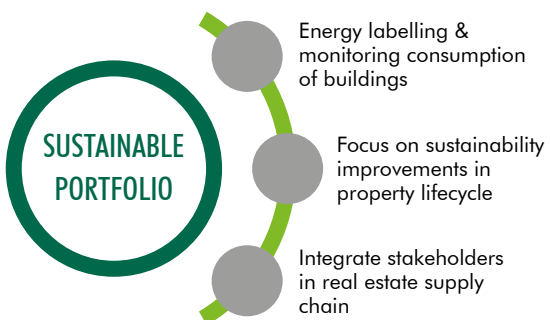 SUSTAINABLE
PORTFOLIO
Energy labelling &
monitoring consumption
of buildings
Focus on sustainability
improvements in
property lifecycle
Integrate stakeholders
in real estate supply
chain